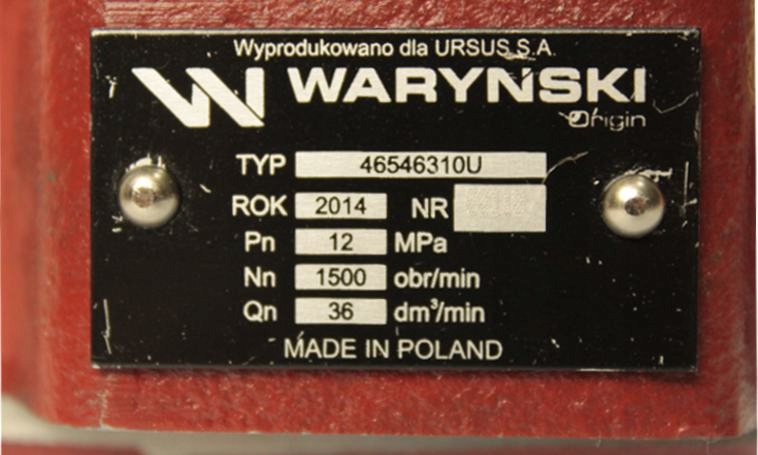 Wyprodukowano dla URSUS S.A.
WARYŃSKI
Origin
TYP 46546310U
ROK 2014 NR
Pn 12 MPa
Nn 1500 obr/min
Qn 36 dm³/min
MADE IN POLAND